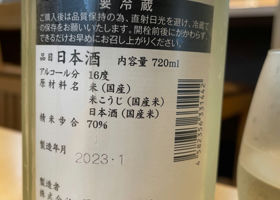 要冷蔵
ご購入後は品質保持の為、直射日光を避け、冷蔵で
の保存をお願いいたします。開栓前後にかかわらず、
できるだけお早めにお召し上がりください。
品目 日本酒 内容量 720ml
アルコール分 16度
原材料名 米(国産)
米こうじ(国産米)
日本酒(国産米)
精米歩合 70%
製造年月
2023・1
製造者
4582356331442